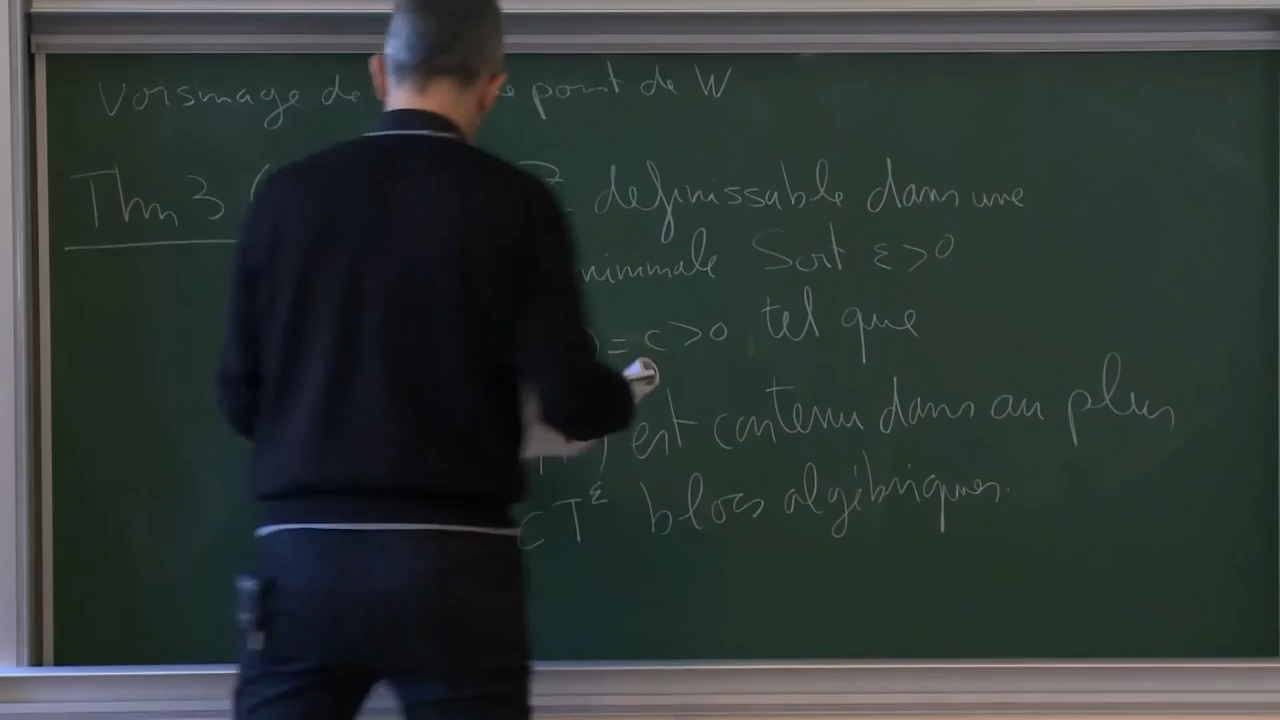 Voisinage de point de W
Thm 3 ( Z definissable dans une
minimale Soit ε>0
) = c>0 tel que
) est contenu dans au plus
CT^ε blocs algébriques.